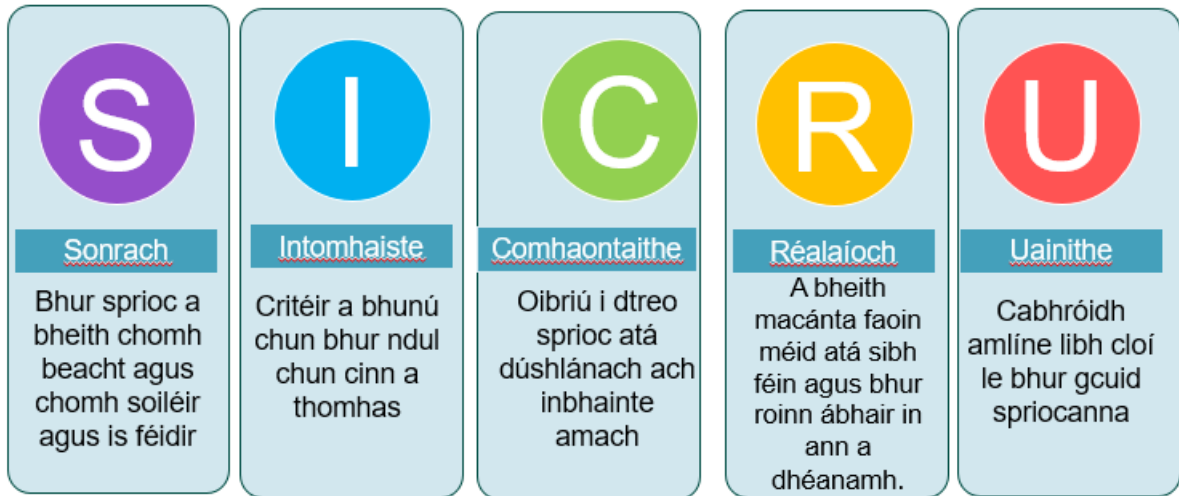 S
Sonrach
Bhur sprioc a
bheith chomh
beacht agus
chomh soiléir
agus is féidir
I
Intomhaiste
Critéir a bhunú
chun bhur ndul
chun cinn a
thomhas
C
Comhaontaithe
Oibriú i dtreo
sprioc atá
dúshlánach ach
inbhainte
amach
R
Réalaíoch
A bheith
macánta faoin
méid atá sibh
féin agus bhur
roinn ábhair in
ann a
dhéanamh.
U
Uainithe
Cabhróidh
amlíne libh cloí
le bhur gcuid
spriocanna